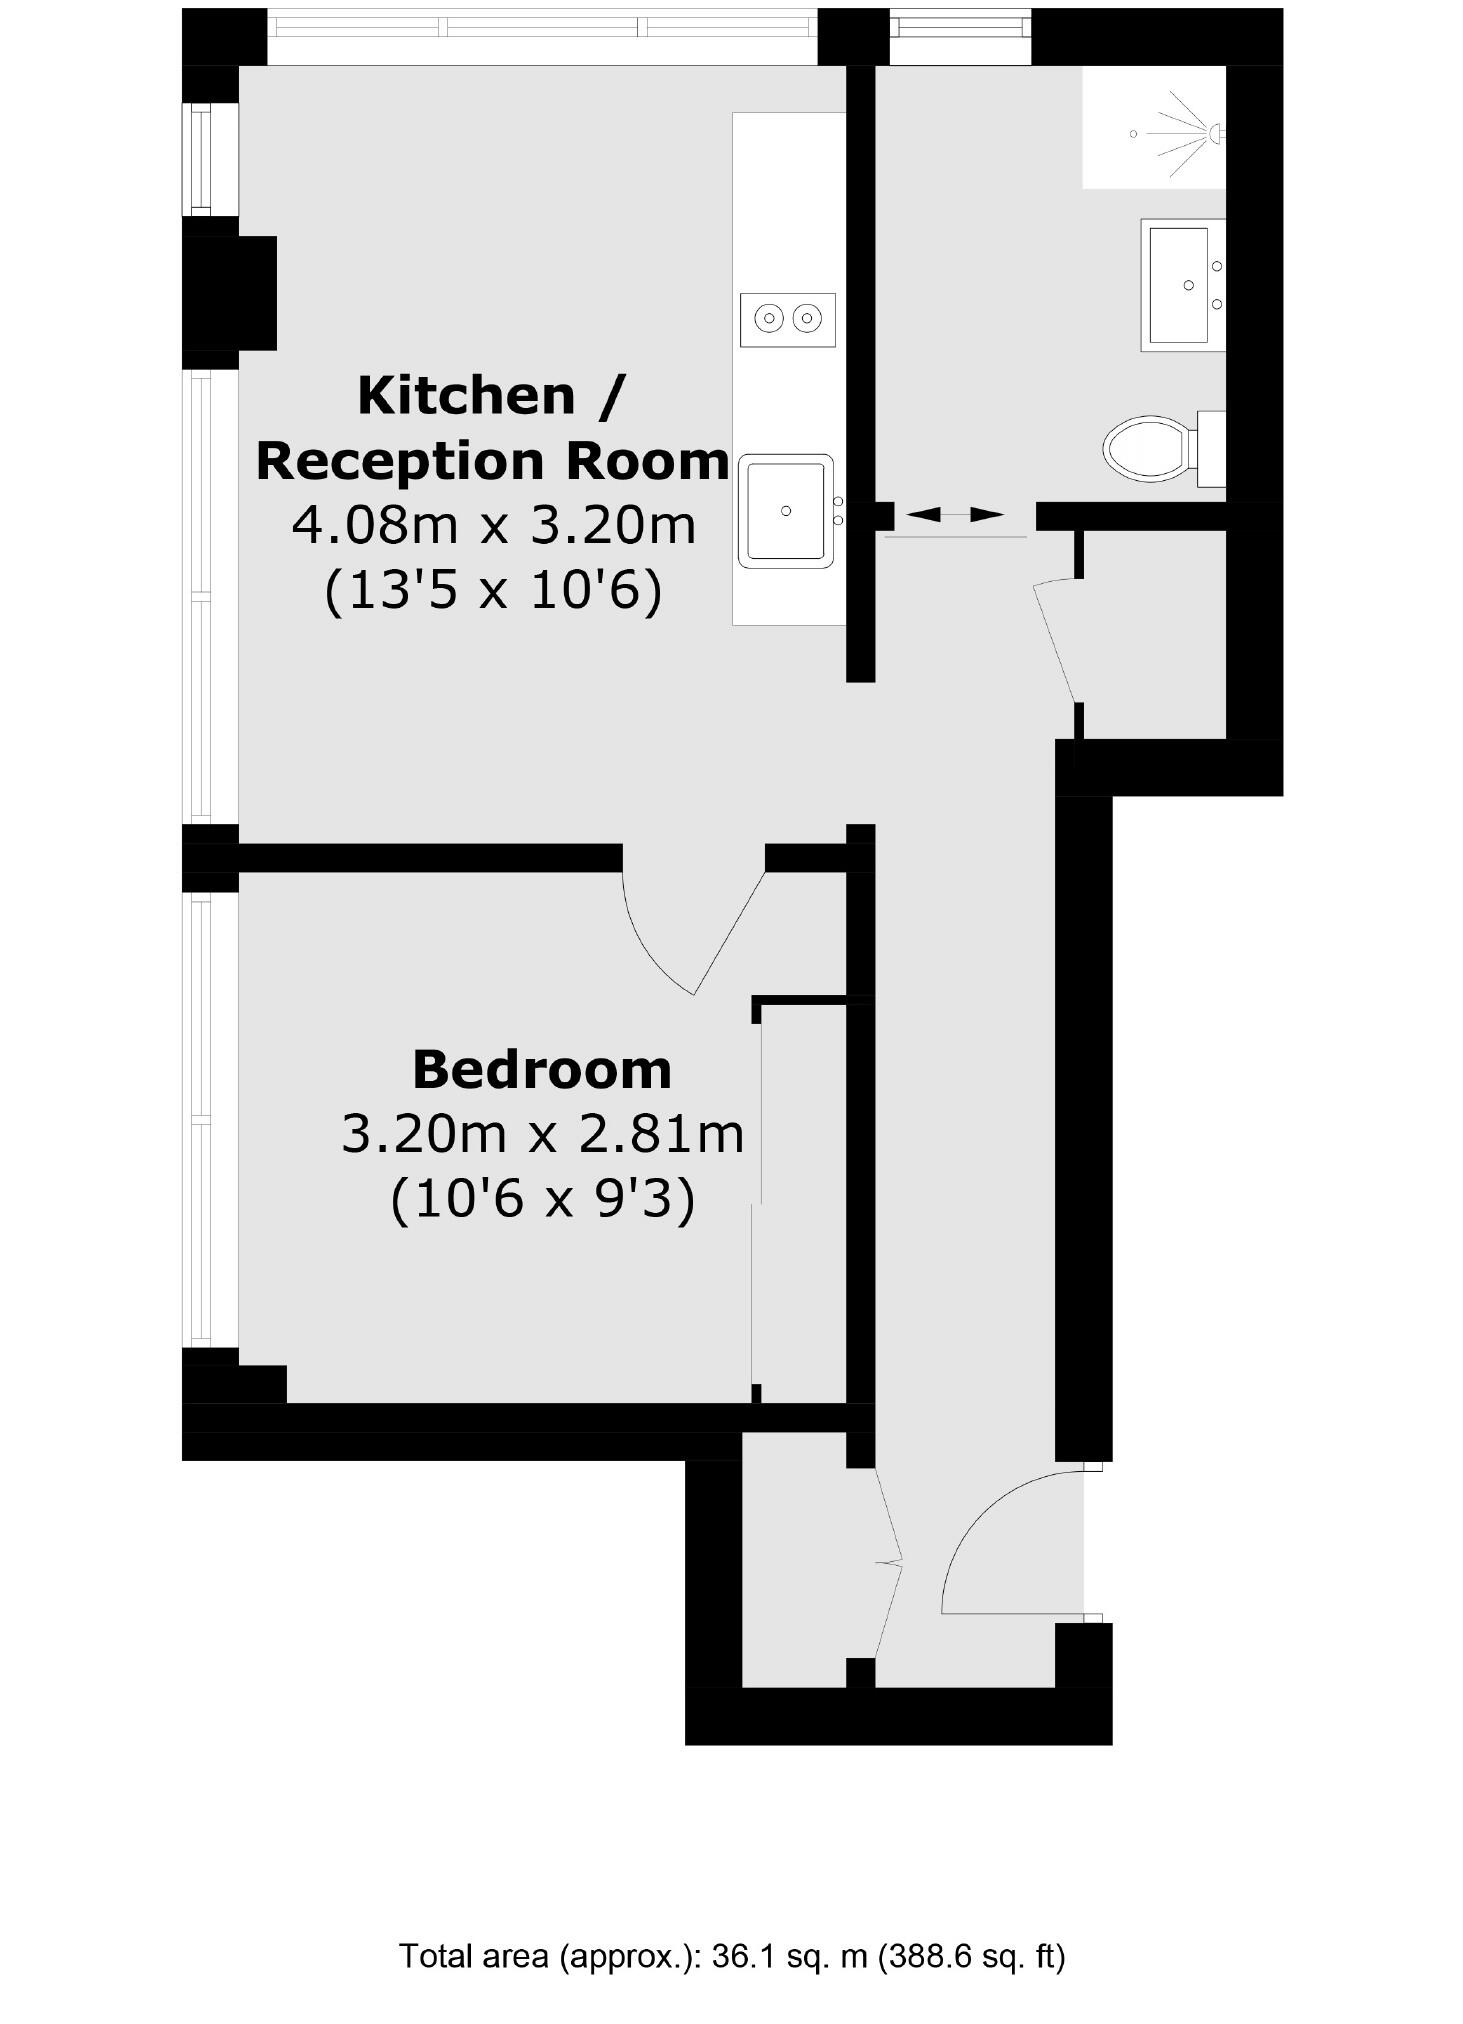 Kitchen /
Reception Room
4.08m x 3.20m
(13'5 x 10'6)
Bedroom
3.20m x 2.81m
(10'6 x 9'3)
Total area (approx.): 36.1 sq. m (388.6 sq. ft)